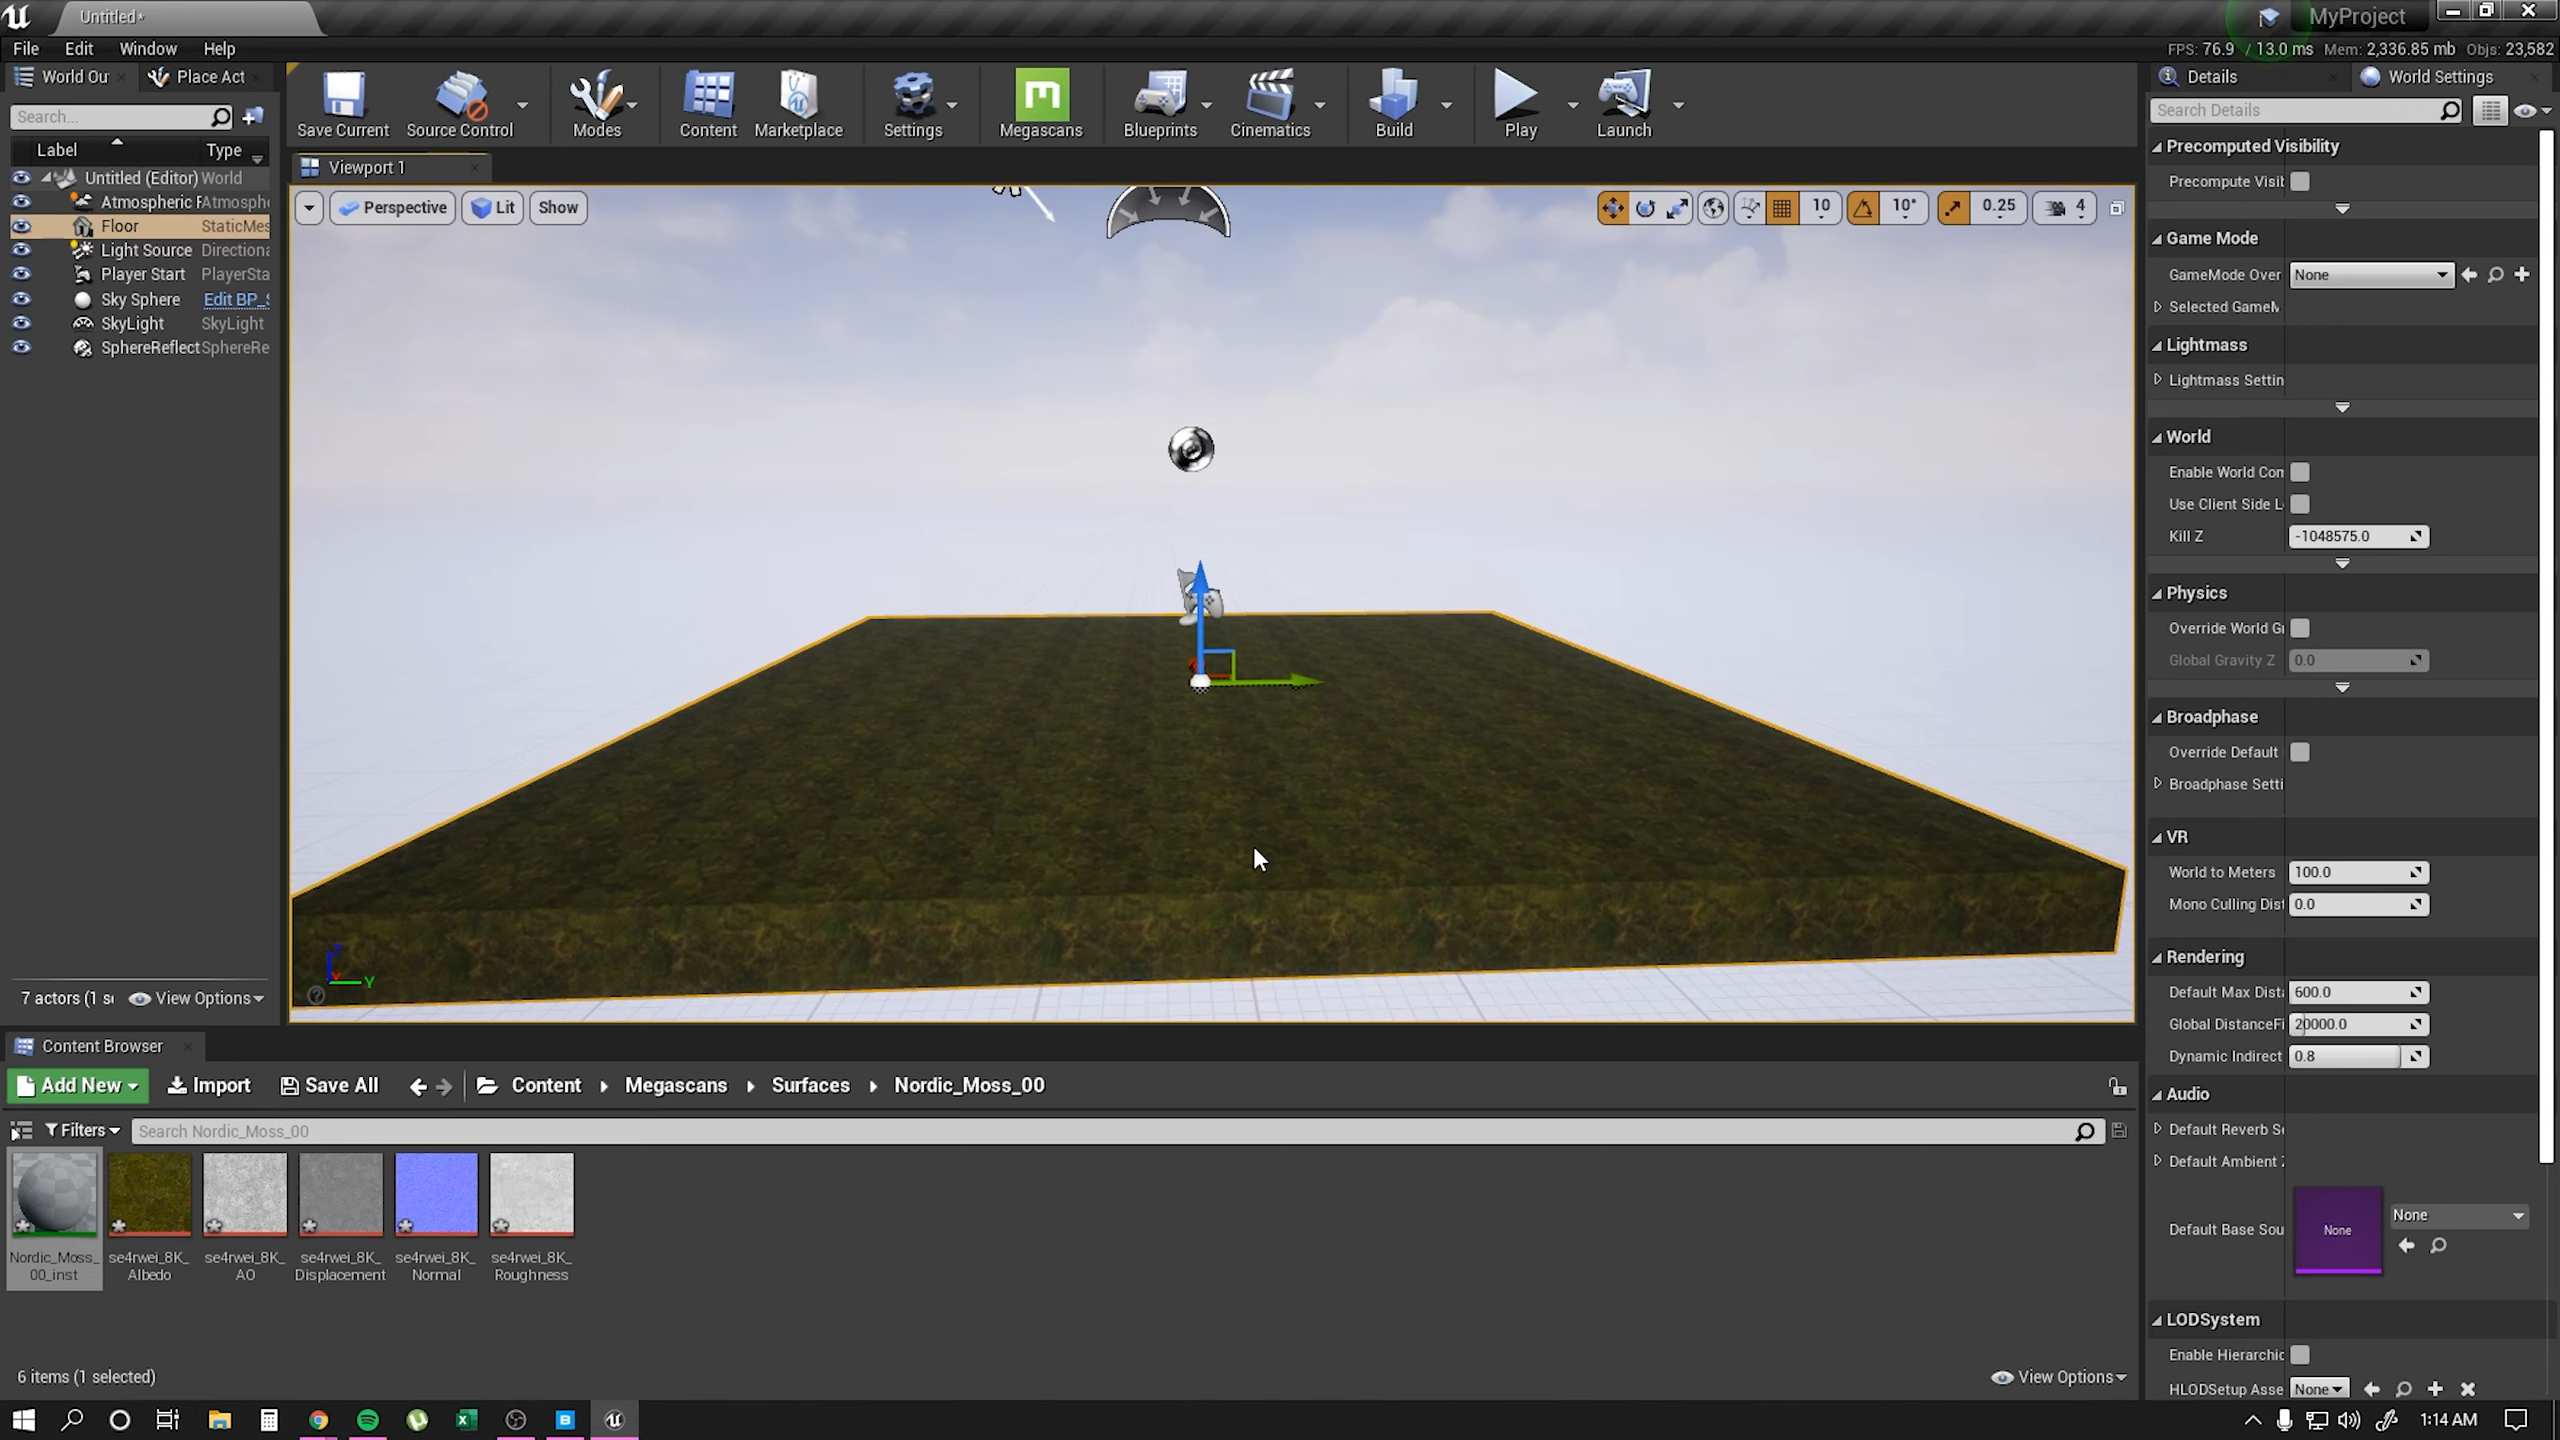 Untitled*
MyProject
File Edit Window Help
FPS: 76.9 / 13.0 ms Mem: 2,336.85 mb Objs: 23,582
World Ou
Place Act
Search...
Label Type
Untitled (Editor) World
Atmospheric F Atmosphe
Floor StaticMes
Light Source Directiona
Player Start PlayerSta
Sky Sphere Edit BP_S
SkyLight SkyLight
SphereReflect SphereRe
7 actors (1 se
View Options
Save Current
Source Control
Modes
Content
Marketplace
Settings
Megascans
Blueprints
Cinematics
Build
Play
Launch
Viewport 1
Perspective
Lit
Show
10
10°
0.25
4
Y
Details
World Settings
Search Details
Precomputed Visibility
Precompute Visit
Game Mode
GameMode Over None
Selected GameM
Lightmass
Lightmass Settin
World
Enable World Com
Use Client Side L
Kill Z -1048575.0
Physics
Override World Gr
Global Gravity Z 0.0
Broadphase
Override Default
Broadphase Setti
VR
World to Meters 100.0
Mono Culling Dist 0.0
Rendering
Default Max Dista 600.0
Global DistanceFi 20000.0
Dynamic Indirect 0.8
Audio
Default Reverb Se
Default Ambient Z
Default Base Sou None None
LODSystem
Enable Hierarchic
HLODSetup Asse None
Content Browser
Add New Import Save All Content Megascans Surfaces Nordic_Moss_00
Filters
Search Nordic_Moss_00
Nordic_Moss_
00_inst
se4rwei_8K_
Albedo
se4rwei_8K_
AO
se4rwei_8K_
Displacement
se4rwei_8K_
Normal
se4rwei_8K_
Roughness
6 items (1 selected)
View Options
1:14 AM